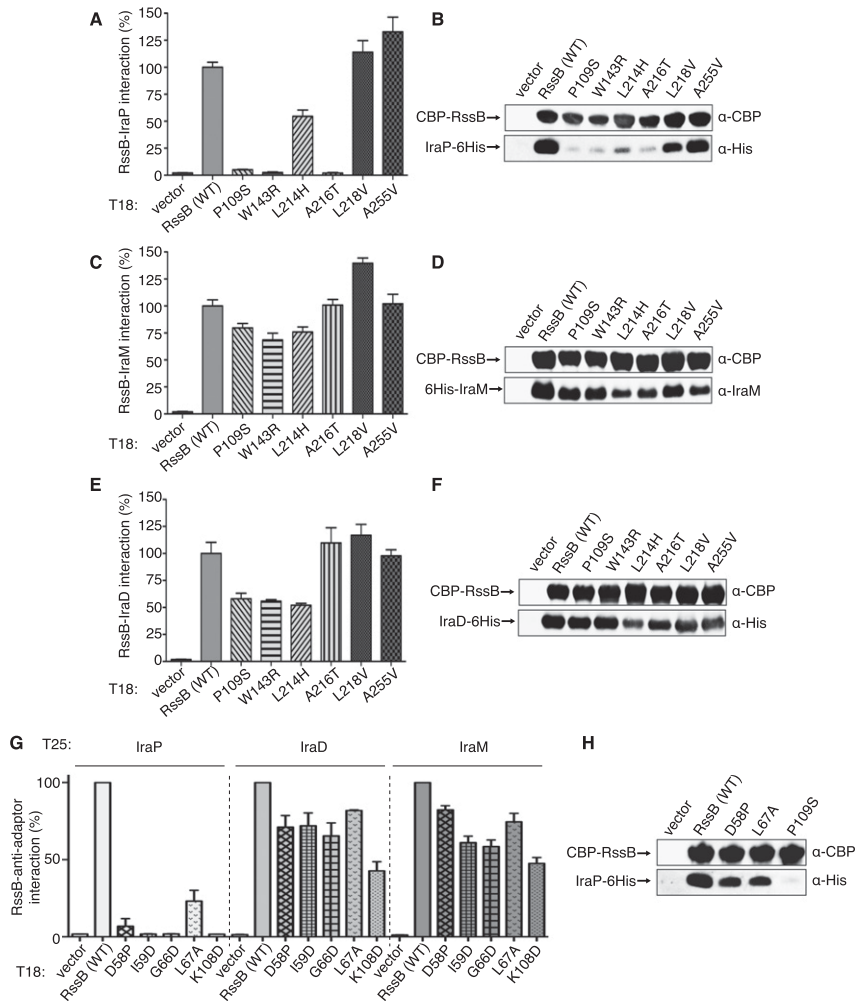 A
RssB-IraP interaction (%)
150
125
100
75
50
25
0
T18:
vector
RssB (WT)
P109S
W143R
L214H
A216T
L218V
A255V
B
vector
RssB (WT)
P109S
W143R
L214H
A216T
L218V
A255V
CBP-RssB→ α-CBP
IraP-6His→ α-His
C
RssB-IraM interaction (%)
150
125
100
75
50
25
0
T18:
vector
RssB (WT)
P109S
W143R
L214H
A216T
L218V
A255V
D
vector
RssB (WT)
P109S
W143R
L214H
A216T
L218V
A255V
CBP-RssB→ α-CBP
6His-IraM→ α-IraM
E
RssB-IraD interaction (%)
150
125
100
75
50
25
0
T18:
vector
RssB (WT)
P109S
W143R
L214H
A216T
L218V
A255V
F
vector
RssB (WT)
P109S
W143R
L214H
A216T
L218V
A255V
CBP-RssB→ α-CBP
IraD-6His→ α-His
G
T25: IraP IraD IraM
RssB-anti-adaptor
interaction (%)
100
50
0
T18:
vector
RssB (WT)
D58P
I59D
G66D
L67A
K108D
vector
RssB (WT)
D58P
I59D
G66D
L67A
K108D
vector
RssB (WT)
D58P
I59D
G66D
L67A
K108D
H
vector
RssB (WT)
D58P
L67A
P109S
CBP-RssB→ α-CBP
IraP-6His→ α-His